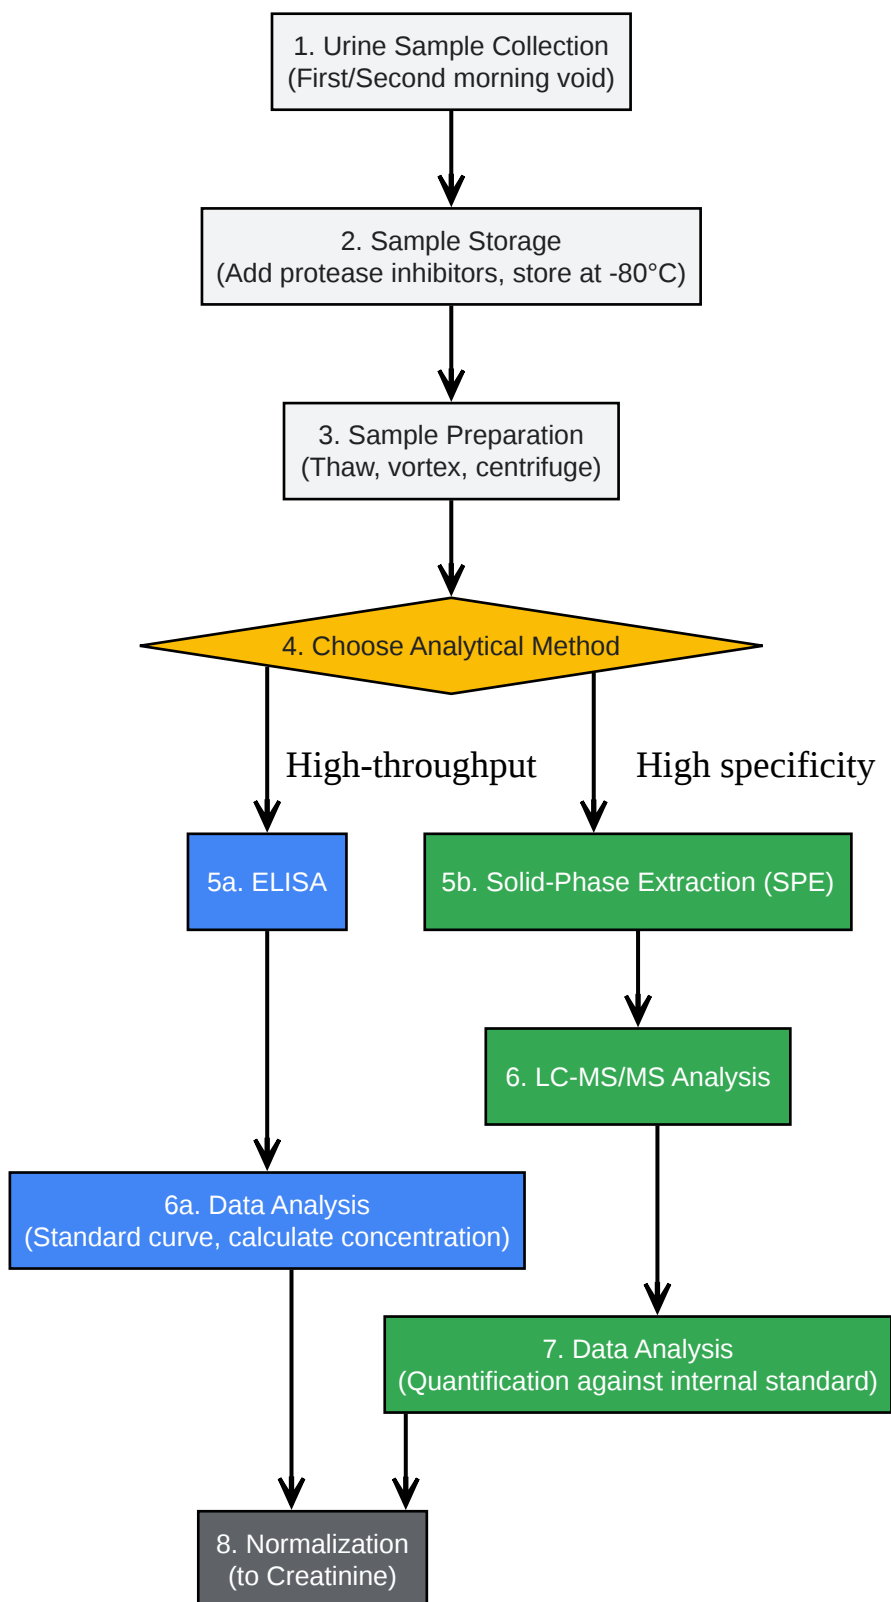 1. Urine Sample Collection
(First/Second morning void)
2. Sample Storage
(Add protease inhibitors, store at -80°C)
3. Sample Preparation
(Thaw, vortex, centrifuge)
4. Choose Analytical Method
High-throughput
High specificity
5a. ELISA
5b. Solid-Phase Extraction (SPE)
6. LC-MS/MS Analysis
6a. Data Analysis
(Standard curve, calculate concentration)
7. Data Analysis
(Quantification against internal standard)
8. Normalization
(to Creatinine)